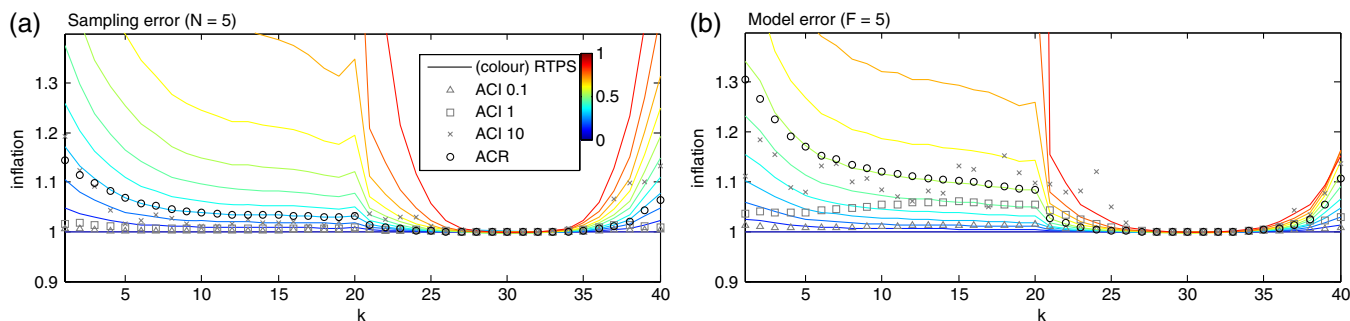 (a)
Sampling error (N = 5)
inflation
1.3
1.2
1.1
1
0.9
5
10
15
20
25
30
35
40
k
(colour) RTPS
ACI 0.1
ACI 1
ACI 10
ACR
1
0.5
0
(b)
Model error (F = 5)
inflation
1.3
1.2
1.1
1
0.9
5
10
15
20
25
30
35
40
k